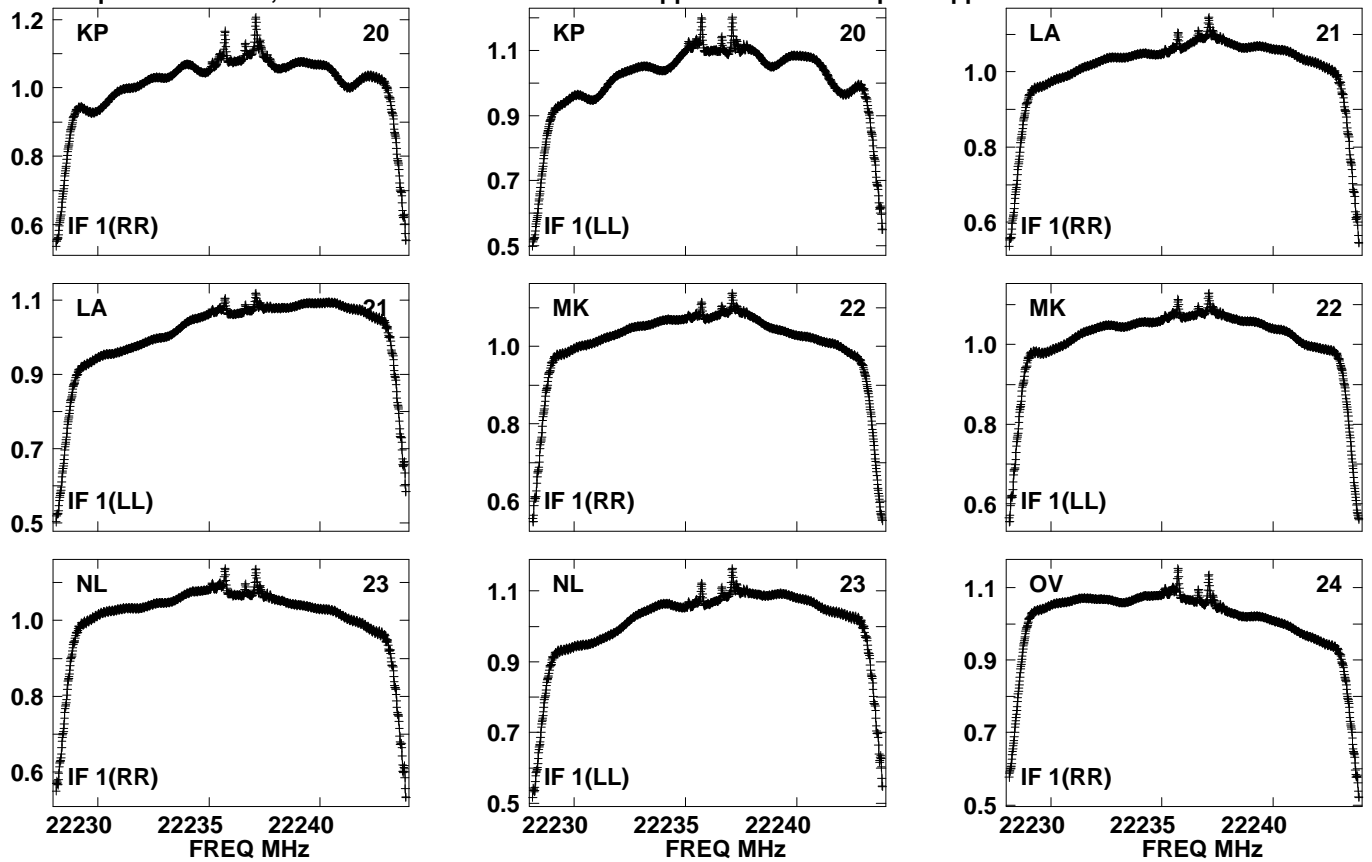 KP 20
1.2
1.0
0.8
0.6
IF 1(RR)
KP 20
1.1
0.9
0.7
0.5
IF 1(LL)
LA 21
1.0
0.8
0.6
IF 1(RR)
LA 21
1.1
0.9
0.7
0.5
IF 1(LL)
MK 22
1.0
0.8
0.6
IF 1(RR)
MK 22
1.0
0.8
0.6
IF 1(LL)
NL 23
1.0
0.8
0.6
IF 1(RR)
22230 22235 22240
FREQ MHz
NL 23
1.1
0.9
0.7
0.5
IF 1(LL)
22230 22235 22240
FREQ MHz
OV 24
1.1
0.9
0.7
0.5
IF 1(RR)
22230 22235 22240
FREQ MHz